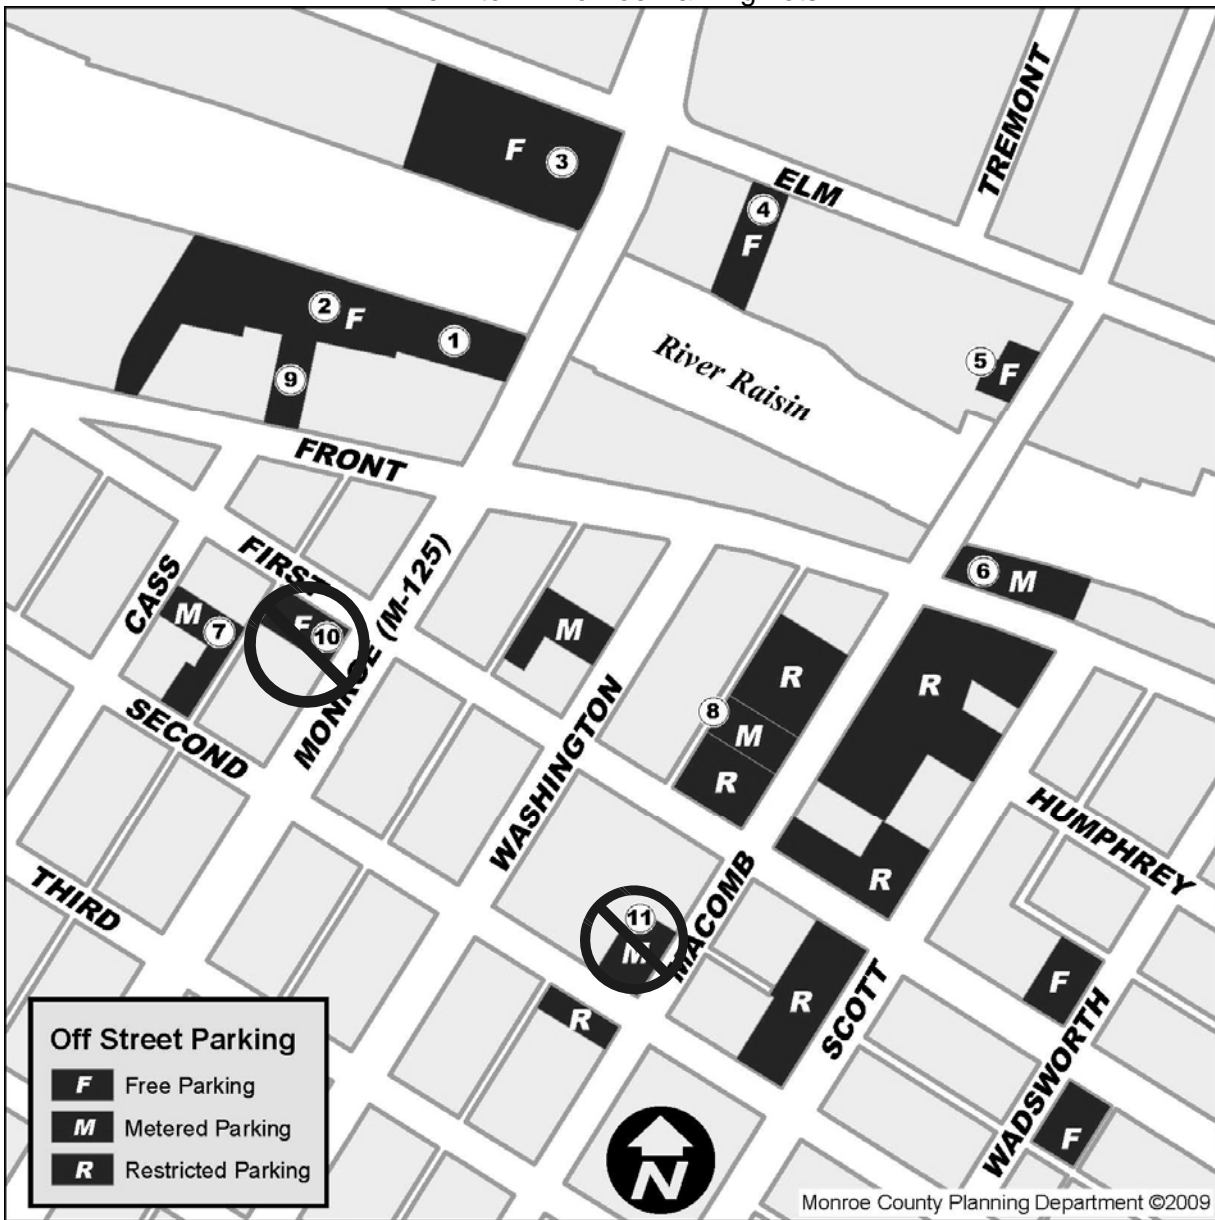 TREMONT
F 3
ELM
4
F
2 F 1
9
River Raisin
5 F
FRONT
FIRST
CASS
M 7
10
MONROE (M-125)
SECOND
M
6 M
R
8
M
R
R
R
WASHINGTON
HUMPHREY
THIRD
11
M
MACOMB
R
R
SCOTT
F
WADSWORTH
F
Off Street Parking
F Free Parking
M Metered Parking
R Restricted Parking
N
Monroe County Planning Department ©2009